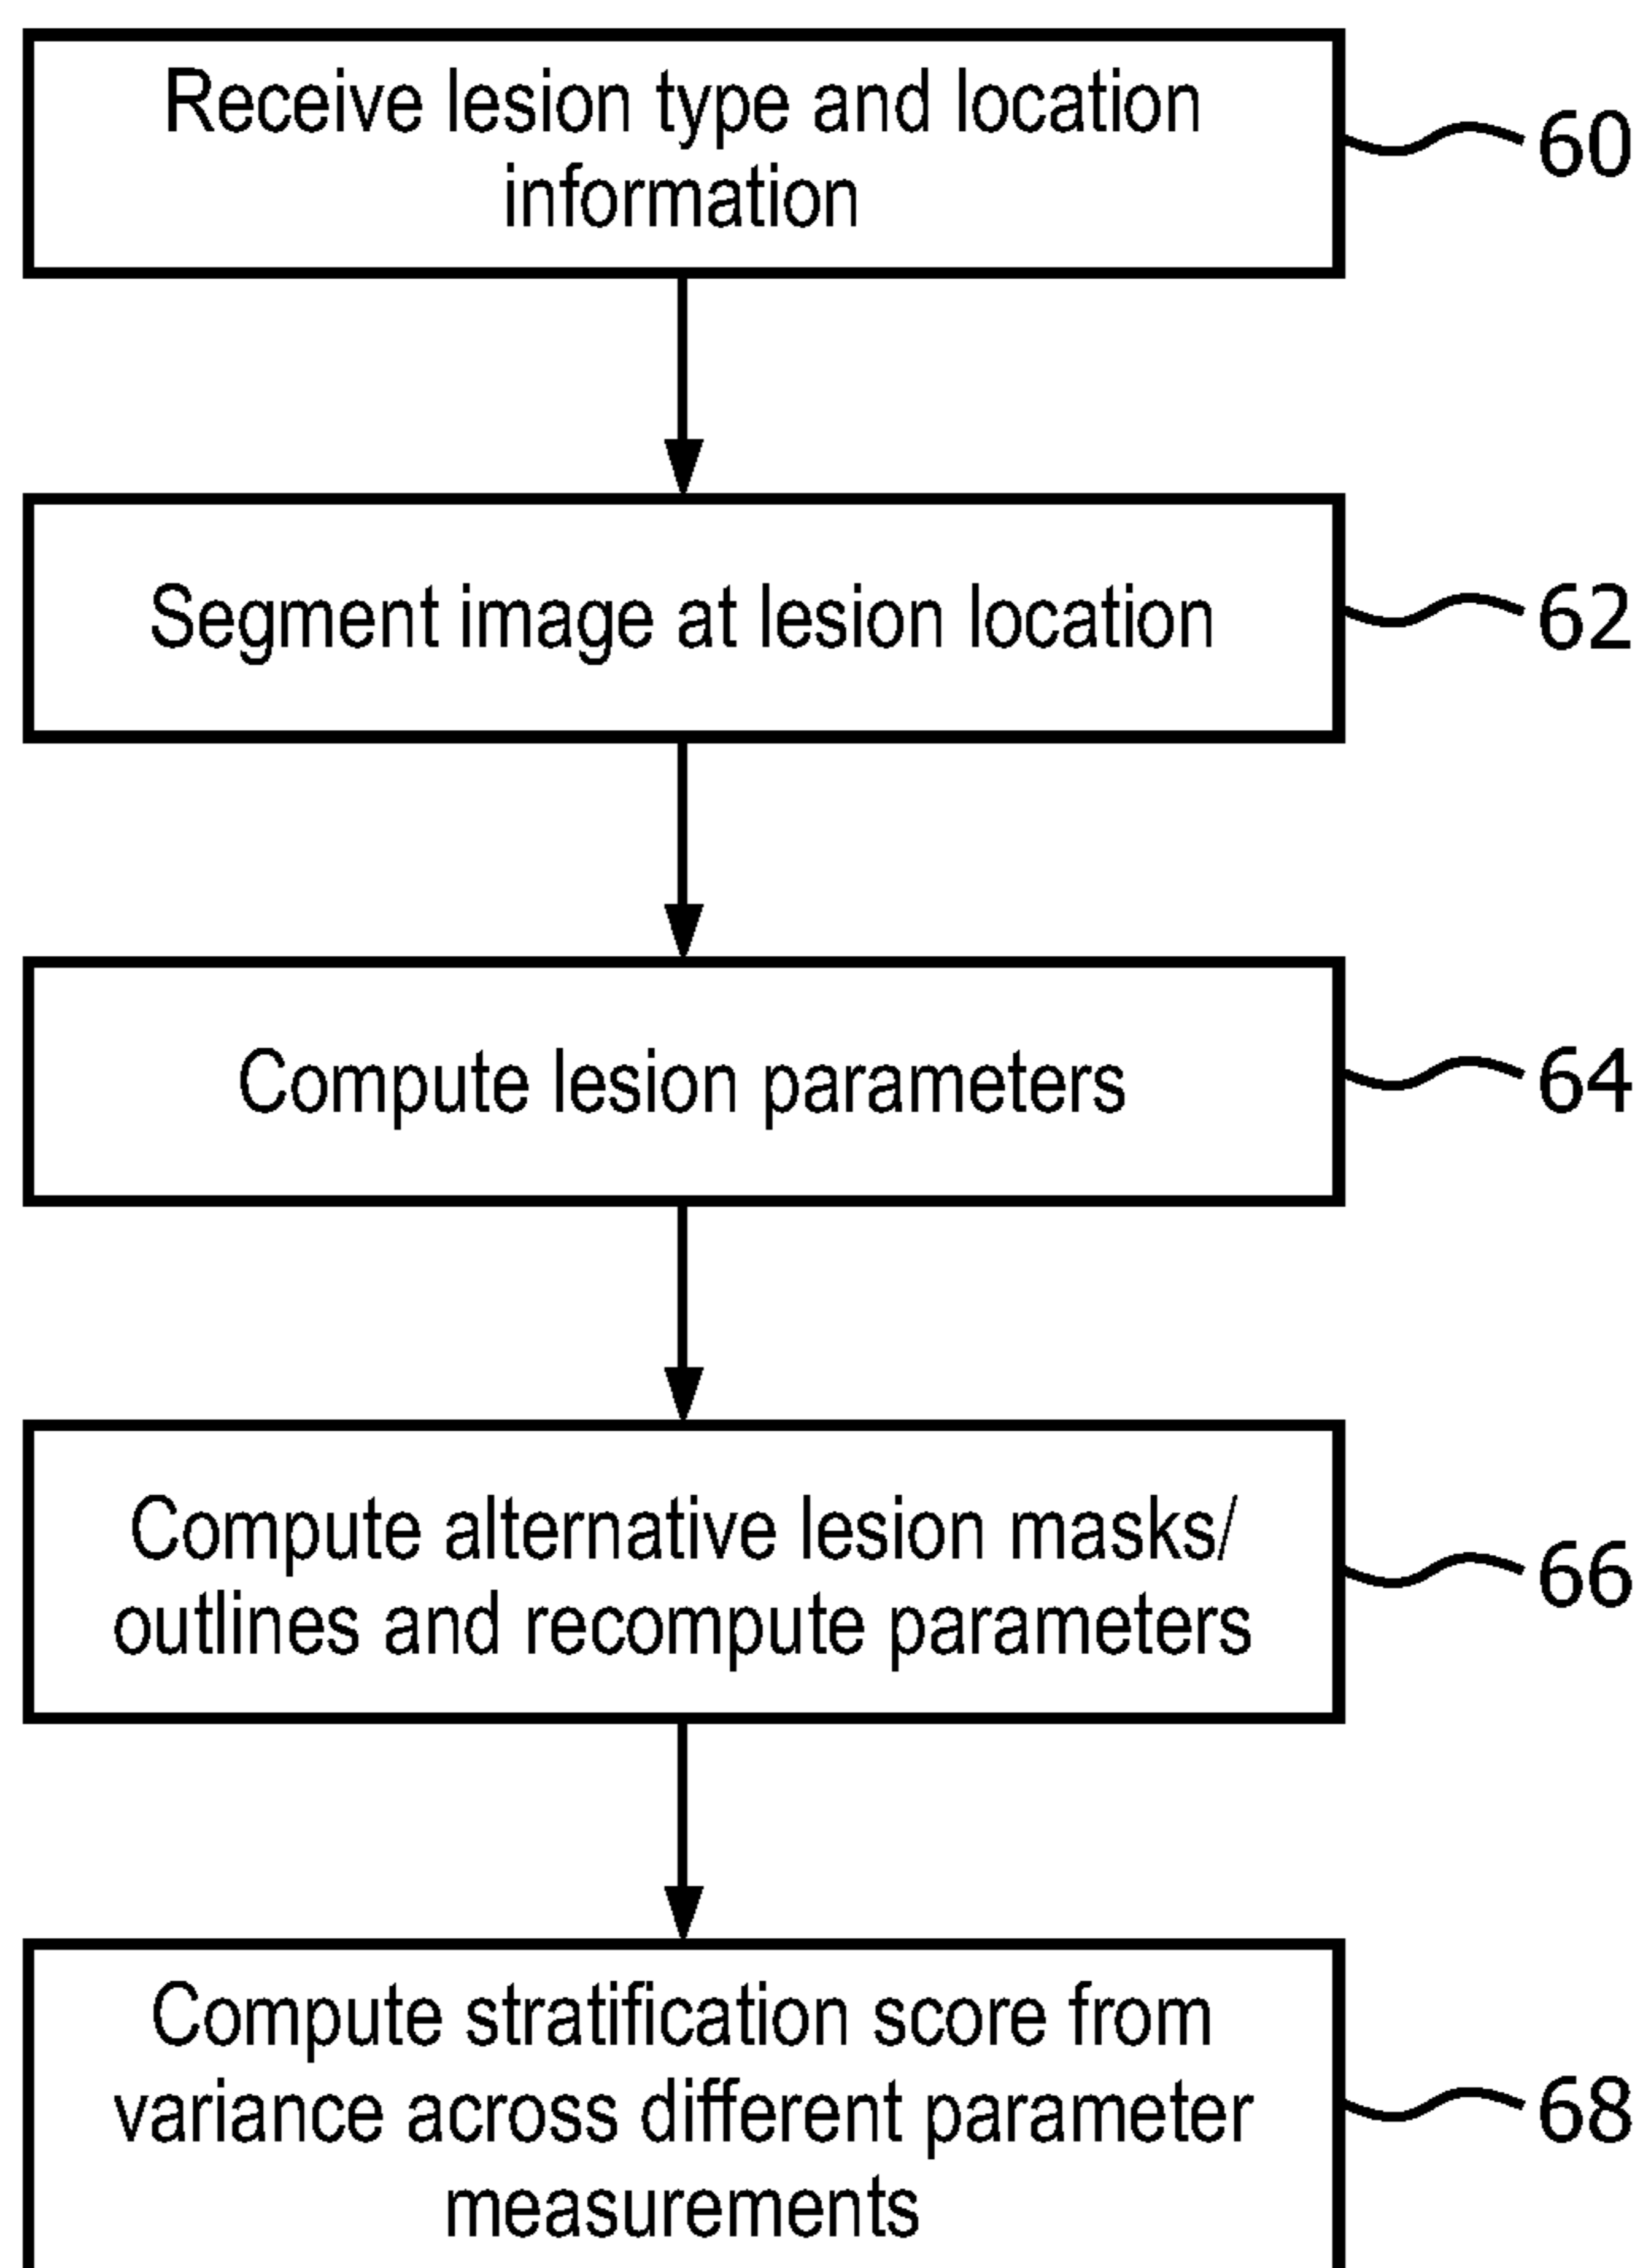 Receive lesion type and location
information
60
Segment image at lesion location
62
Compute lesion parameters
64
Compute alternative lesion masks/
outlines and recompute parameters
66
Compute stratification score from
variance across different parameter
measurements
68